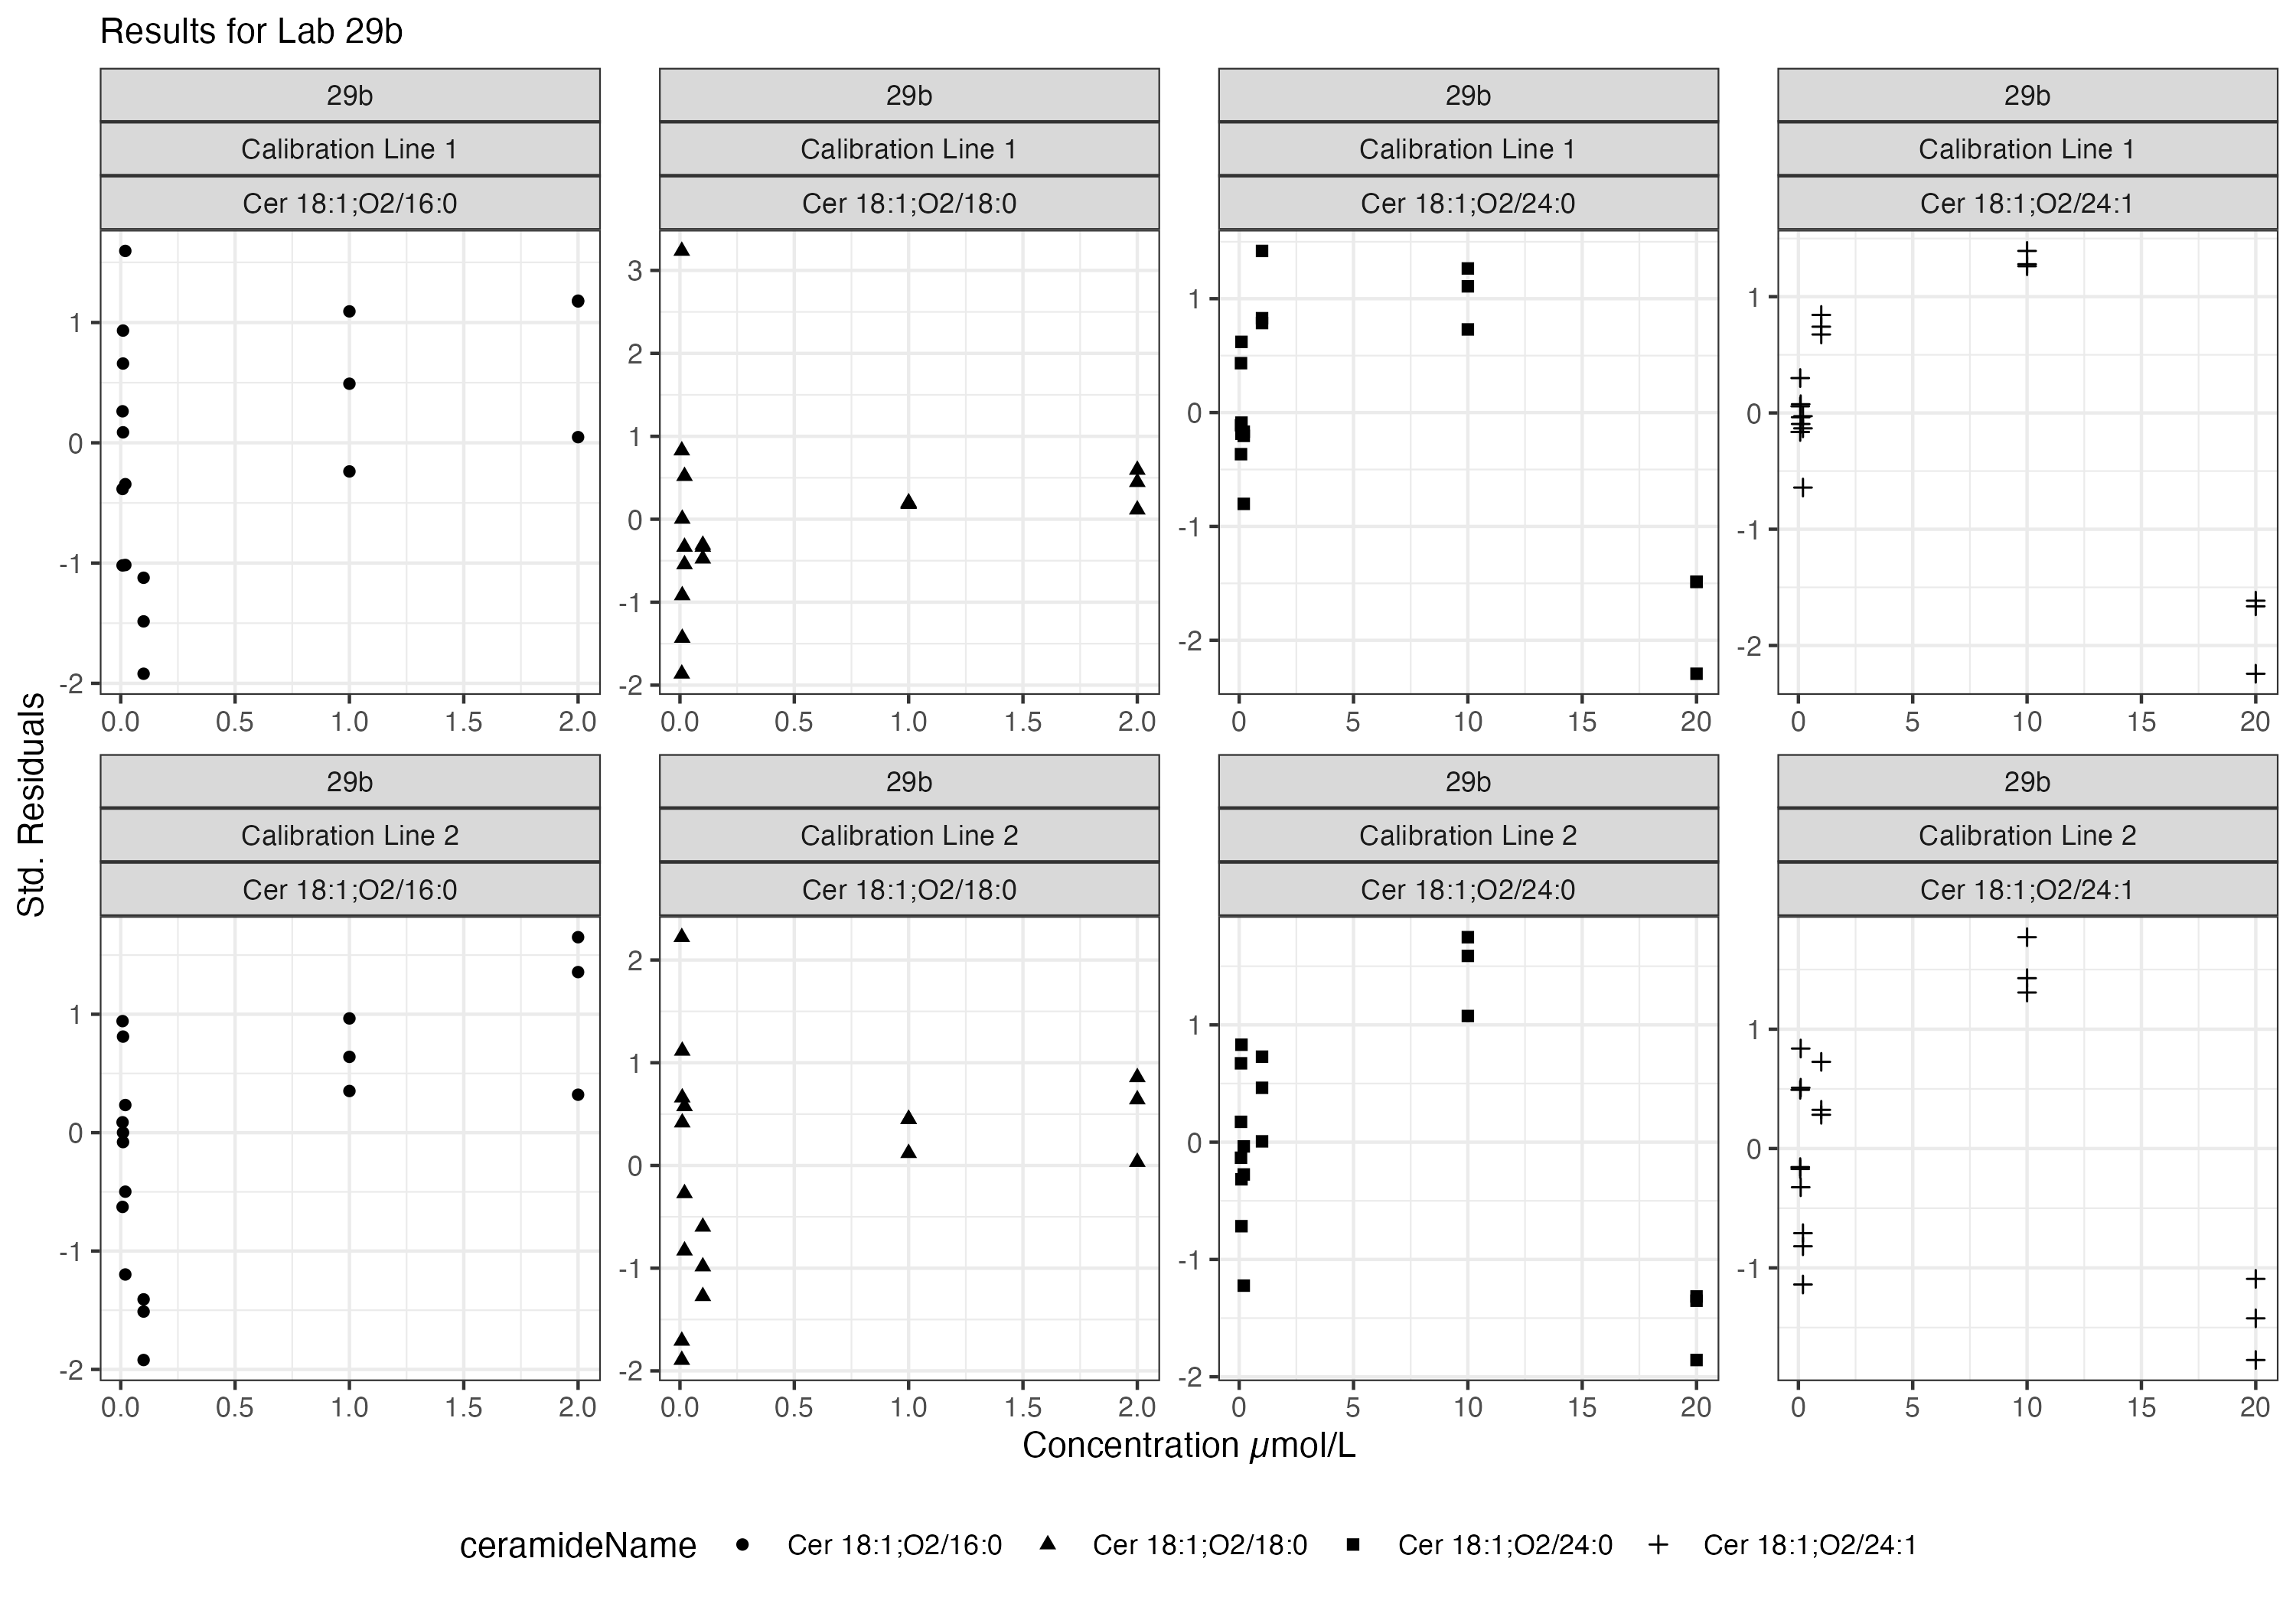 Results for Lab 29b
29b 29b 29b 29b
Calibration Line 1 Calibration Line 1 Calibration Line 1 Calibration Line 1
Cer 18:1;O2/16:0 Cer 18:1;O2/18:0 Cer 18:1;O2/24:0 Cer 18:1;O2/24:1
1
0
-1
-2
3
2
1
0
-1
-2
1
0
-1
-2
1
0
-1
-2
0.0 0.5 1.0 1.5 2.0 0.0 0.5 1.0 1.5 2.0 0 5 10 15 20 0 5 10 15 20
Std. Residuals
29b 29b 29b 29b
Calibration Line 2 Calibration Line 2 Calibration Line 2 Calibration Line 2
Cer 18:1;O2/16:0 Cer 18:1;O2/18:0 Cer 18:1;O2/24:0 Cer 18:1;O2/24:1
1
0
-1
-2
2
1
0
-1
-2
1
0
-1
-2
1
0
-1
0.0 0.5 1.0 1.5 2.0 0.0 0.5 1.0 1.5 2.0 0 5 10 15 20 0 5 10 15 20
Concentration µmol/L
ceramideName Cer 18:1;O2/16:0 Cer 18:1;O2/18:0 Cer 18:1;O2/24:0 Cer 18:1;O2/24:1